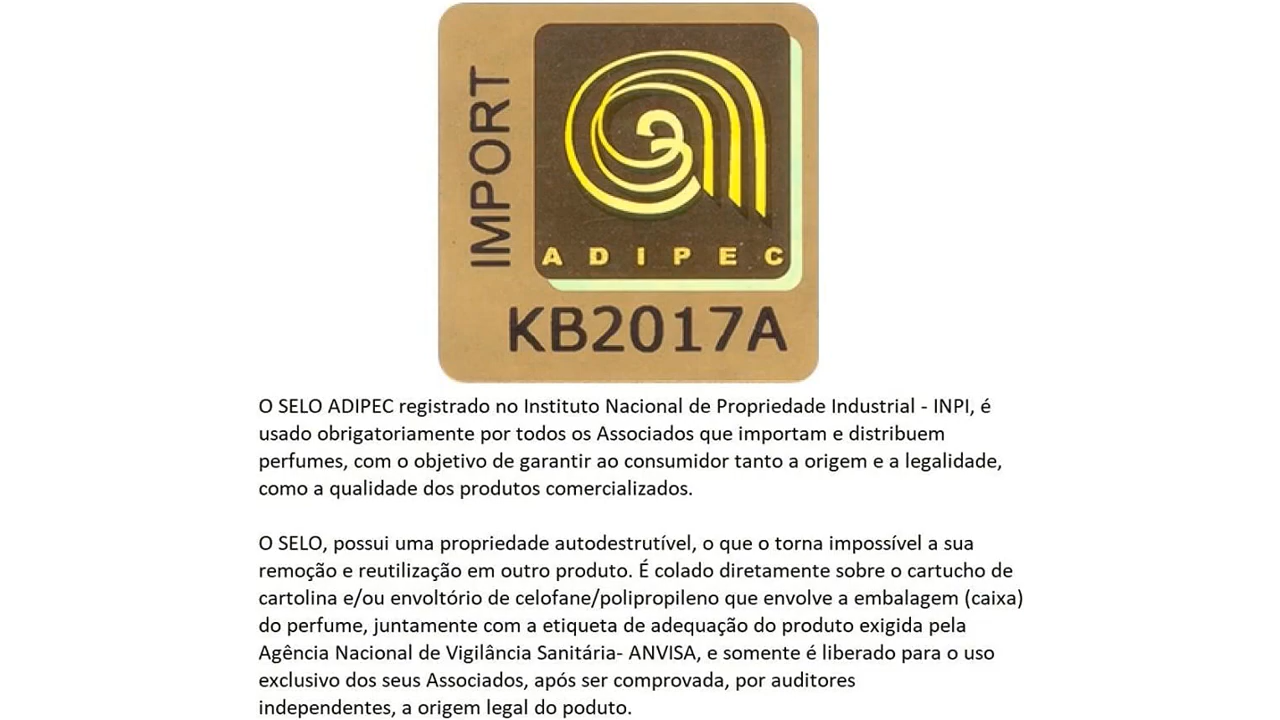 IMPORT
ADIPEC
KB2017A
O SELO ADIPEC registrado no Instituto Nacional de Propriedade Industrial - INPI, é
usado obrigatoriamente por todos os Associados que importam e distribuem
perfumes, com o objetivo de garantir ao consumidor tanto a origem e a legalidade,
como a qualidade dos produtos comercializados.
O SELO, possui uma propriedade autodestrutível, o que o torna impossível a sua
remoção e reutilização em outro produto. É colado diretamente sobre o cartucho de
cartolina e/ou envoltório de celofane/polipropileno que envolve a embalagem (caixa)
do perfume, juntamente com a etiqueta de adequação do produto exigida pela
Agência Nacional de Vigilância Sanitária- ANVISA, e somente é liberado para o uso
exclusivo dos seus Associados, após ser comprovada, por auditores
independentes, a origem legal do poduto.